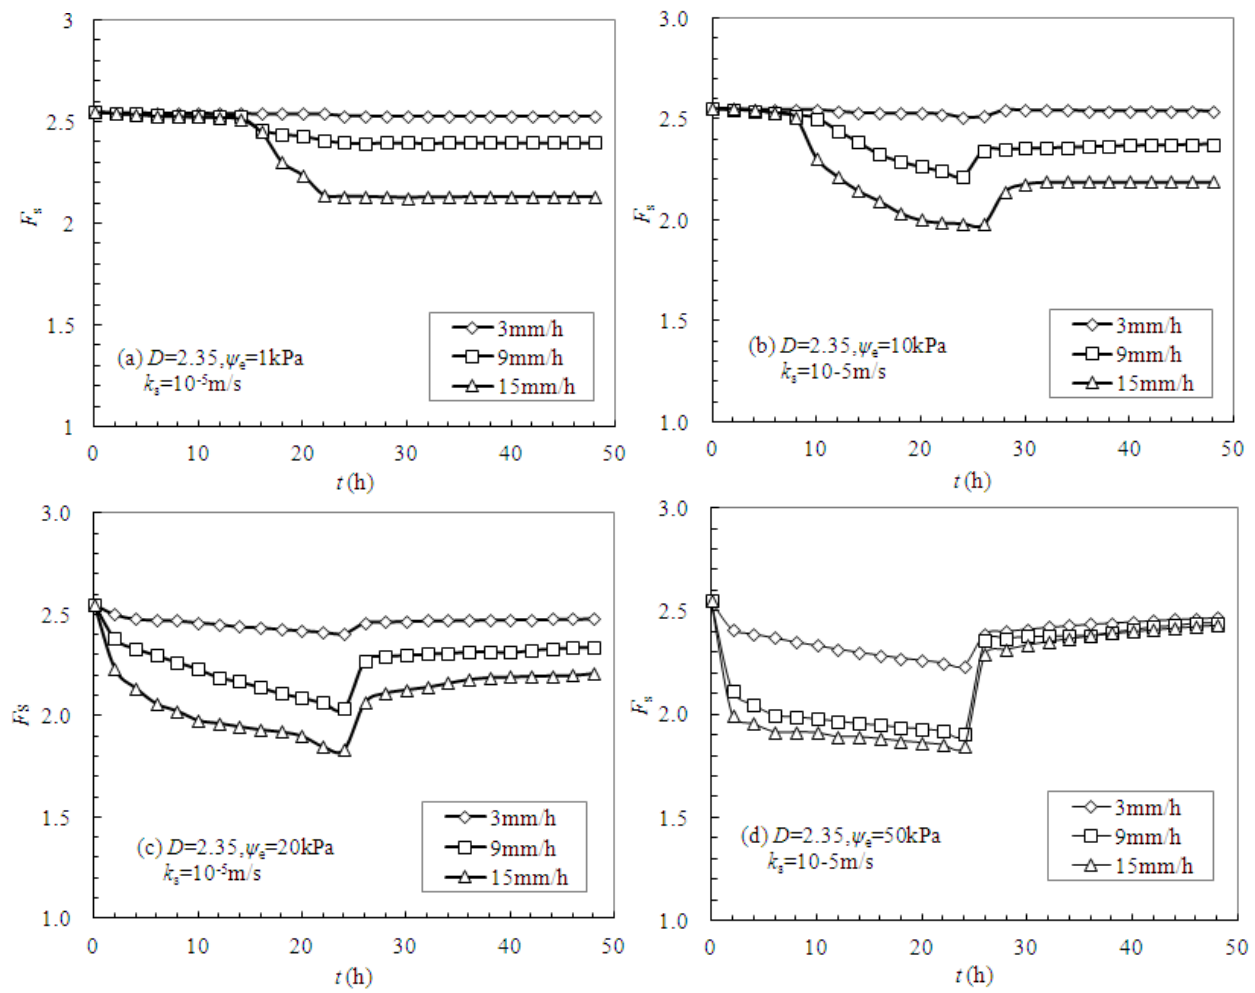 3
2.5
2
1.5
1
Fs
0 10 20 30 40 50
t (h)
3mm/h
9mm/h
15mm/h
(a) D=2.35,ψe=1kPa
ks=10-5m/s
3.0
2.5
2.0
1.5
1.0
Fs
0 10 20 30 40 50
t (h)
3mm/h
9mm/h
15mm/h
(b) D=2.35,ψe=10kPa
ks=10-5m/s
3.0
2.5
2.0
1.5
1.0
Fs
0 10 20 30 40 50
t (h)
3mm/h
9mm/h
15mm/h
(c) D=2.35,ψe=20kPa
ks=10-5m/s
3.0
2.5
2.0
1.5
1.0
Fs
0 10 20 30 40 50
t (h)
3mm/h
9mm/h
15mm/h
(d) D=2.35,ψe=50kPa
ks=10-5m/s